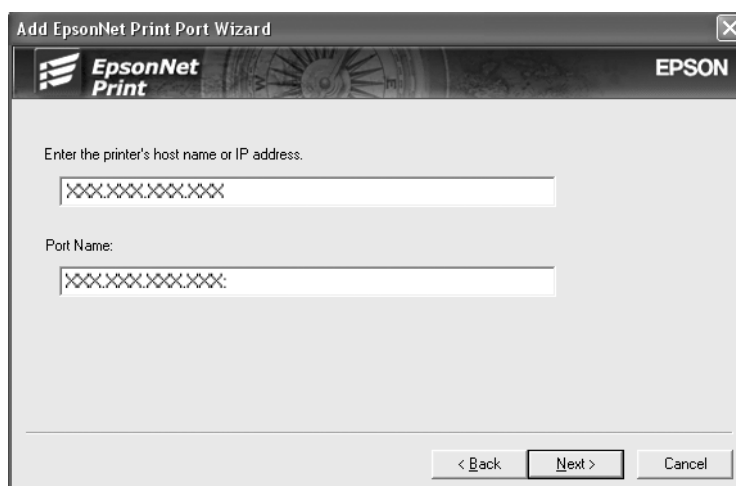 Add EpsonNet Print Port Wizard
EpsonNet
Print
EPSON
Enter the printer's host name or IP address.
XXX.XXX.XXX.XXX
Port Name:
XXX.XXX.XXX.XXX:
< Back Next > Cancel